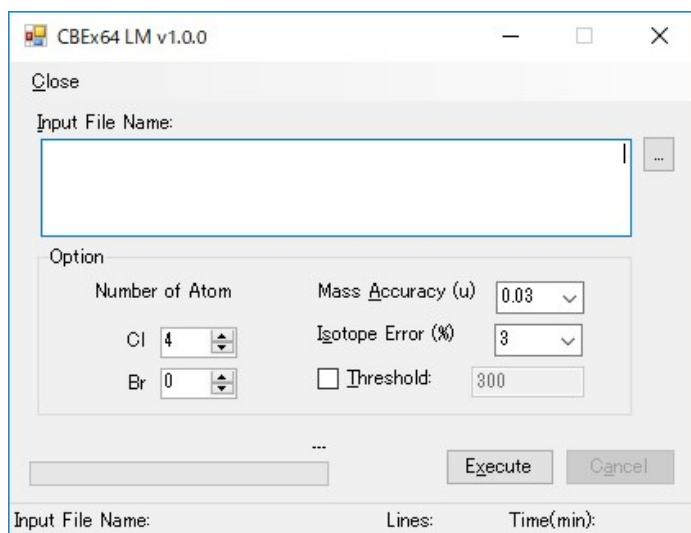 CBEx64 LM v1.0.0
Close
Input File Name:
...
Option
Number of Atom
Mass Accuracy (u) 0.03
Cl 4
Isotope Error (%) 3
Br 0
Threshold: 300
---
Execute Cancel
Input File Name: Lines: Time(min):